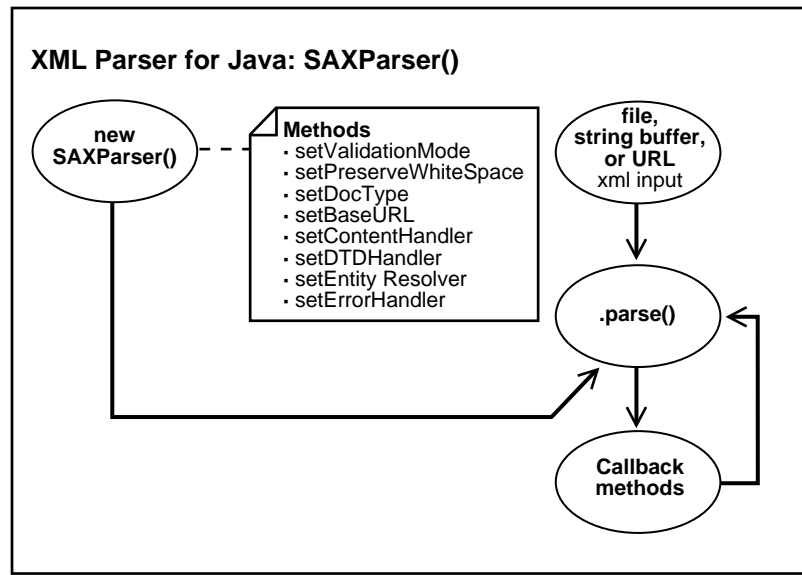 XML Parser for Java: SAXParser()
new
SAXParser()
Methods
· setValidationMode
· setPreserveWhiteSpace
· setDocType
· setBaseURL
· setContentHandler
· setDTDHandler
· setEntity Resolver
· setErrorHandler
file,
string buffer,
or URL
xml input
.parse()
Callback
methods